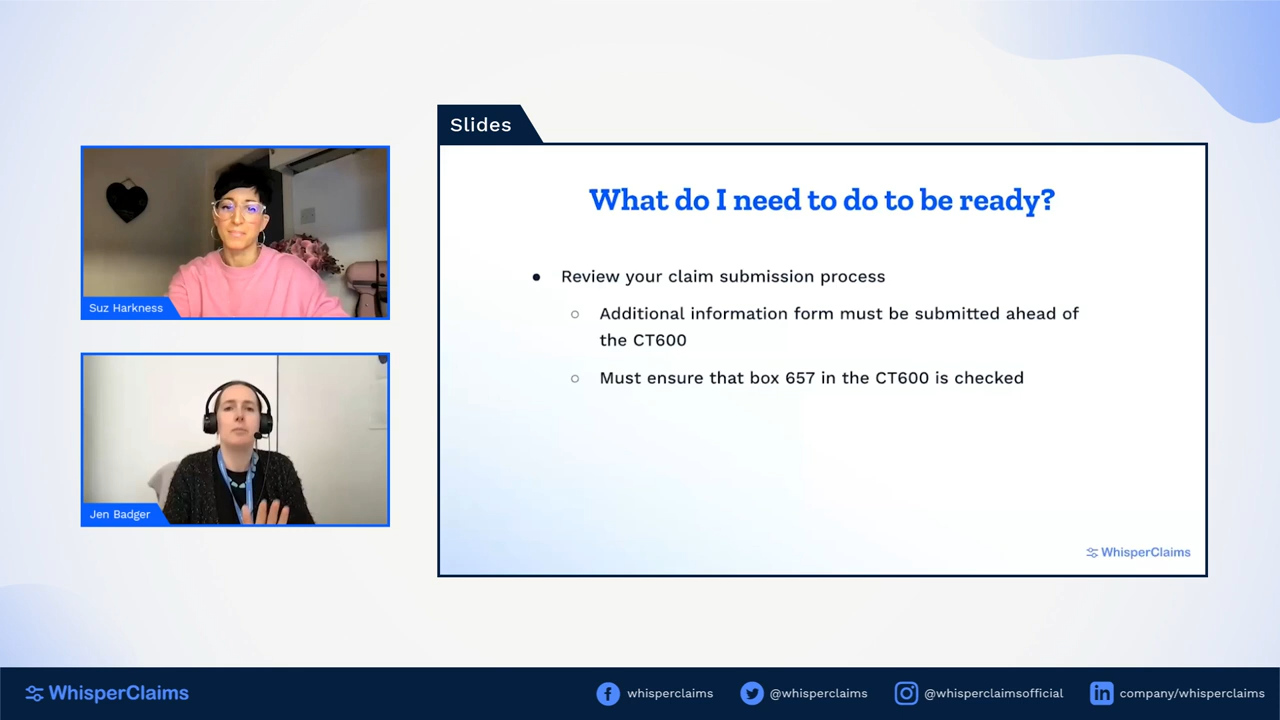 Slides
What do I need to do to be ready?
● Review your claim submission process
○ Additional information form must be submitted ahead of
the CT600
○ Must ensure that box 657 in the CT600 is checked
WhisperClaims
Suz Harkness
Jen Badger
WhisperClaims
whisperclaims
@whisperclaims
@whisperclaimsofficial
company/whisperclaims